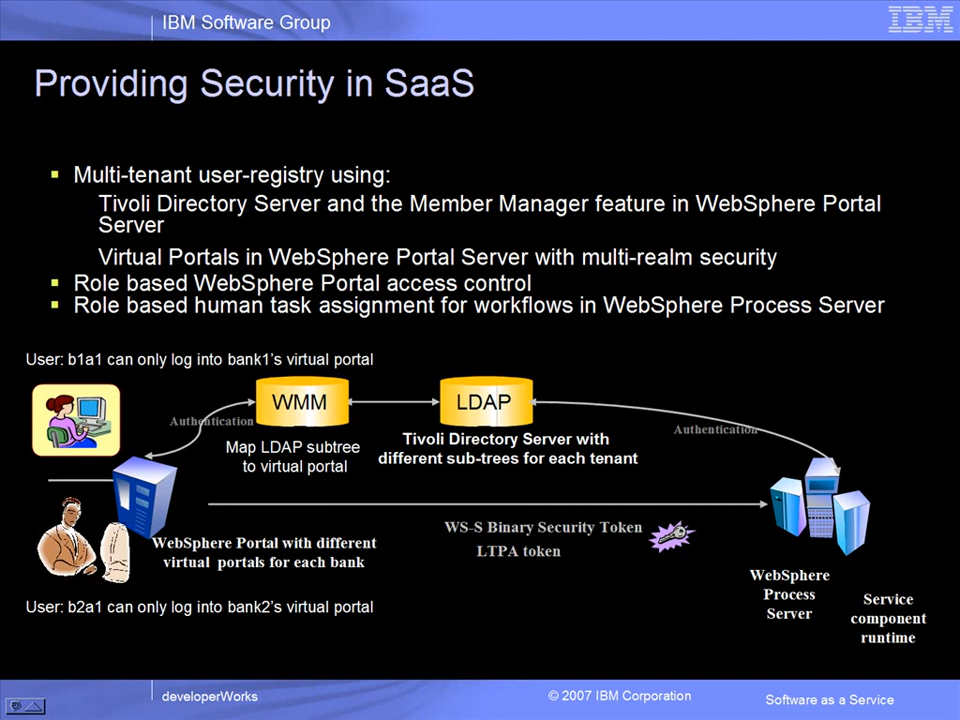 IBM Software Group
IBM
Providing Security in SaaS
Multi-tenant user-registry using:
Tivoli Directory Server and the Member Manager feature in WebSphere Portal
Server
Virtual Portals in WebSphere Portal Server with multi-realm security
Role based WebSphere Portal access control
Role based human task assignment for workflows in WebSphere Process Server
User: b1a1 can only log into bank1's virtual portal
WMM
LDAP
Authentication
Authentication
Map LDAP subtree
to virtual portal
Tivoli Directory Server with
different sub-trees for each tenant
WS-S Binary Security Token
LTPA token
WebSphere Portal with different
virtual portals for each bank
WebSphere
Process
Server
Service
component
runtime
User: b2a1 can only log into bank2's virtual portal
developerWorks
© 2007 IBM Corporation
Software as a Service